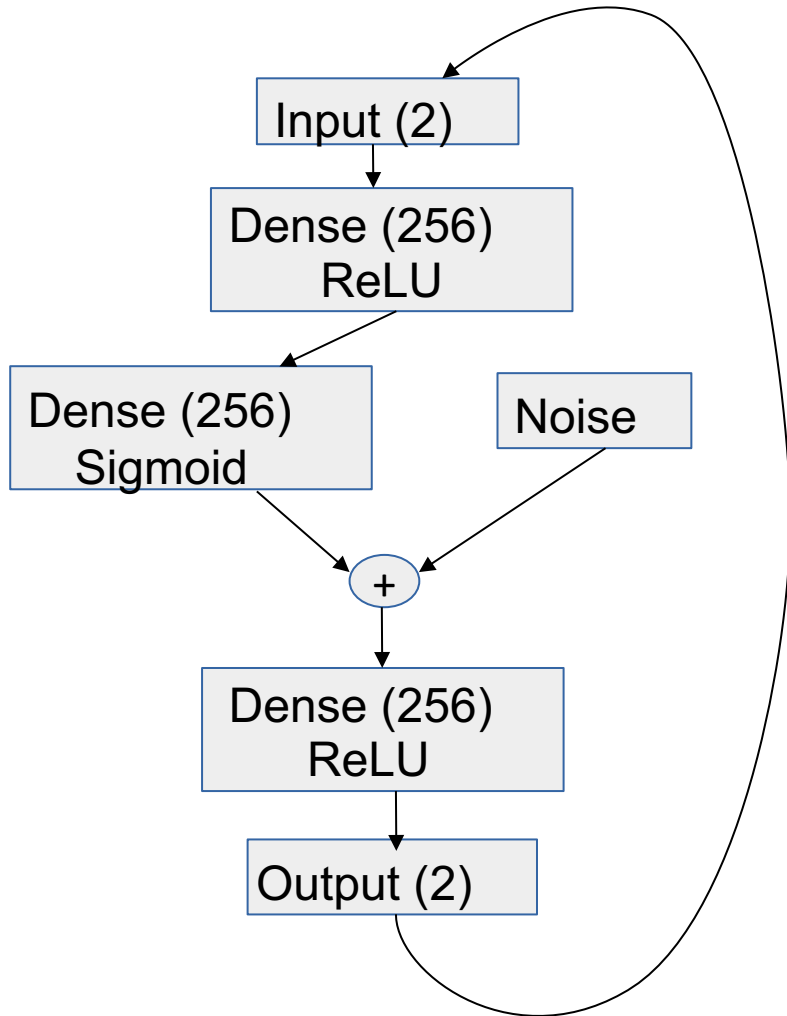 Input (2)
Dense (256)
ReLU
Dense (256)
Sigmoid
Noise
+
Dense (256)
ReLU
Output (2)